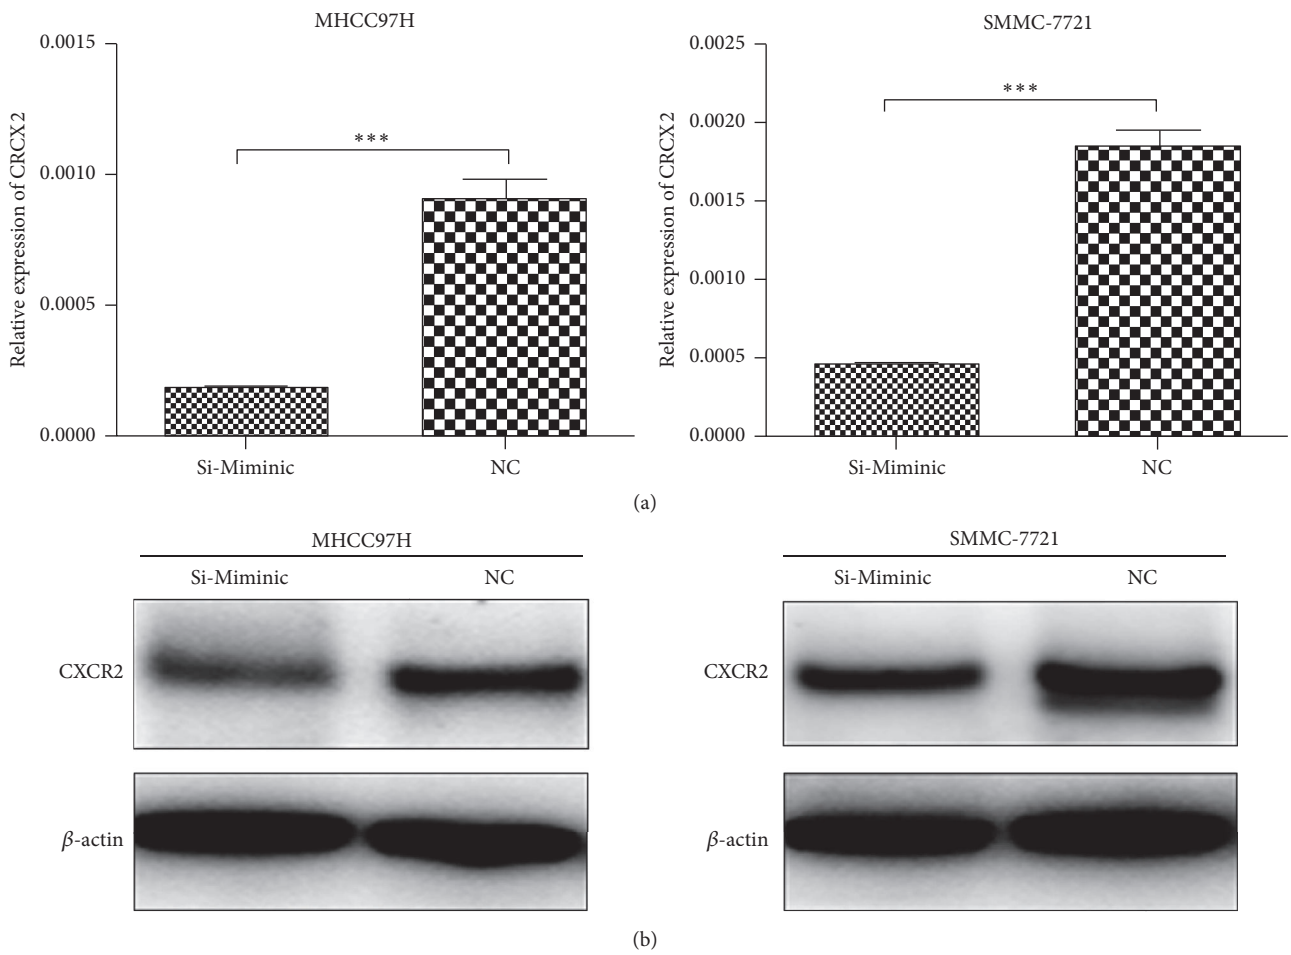 MHCC97H
0.0015
0.0010
0.0005
0.0000
Relative expression of CRCX2
***
Si-Miminic NC
SMMC-7721
0.0025
0.0020
0.0015
0.0010
0.0005
0.0000
Relative expression of CRCX2
***
Si-Miminic NC
(a)
MHCC97H
Si-Miminic NC
CXCR2
β-actin
SMMC-7721
Si-Miminic NC
CXCR2
β-actin
(b)